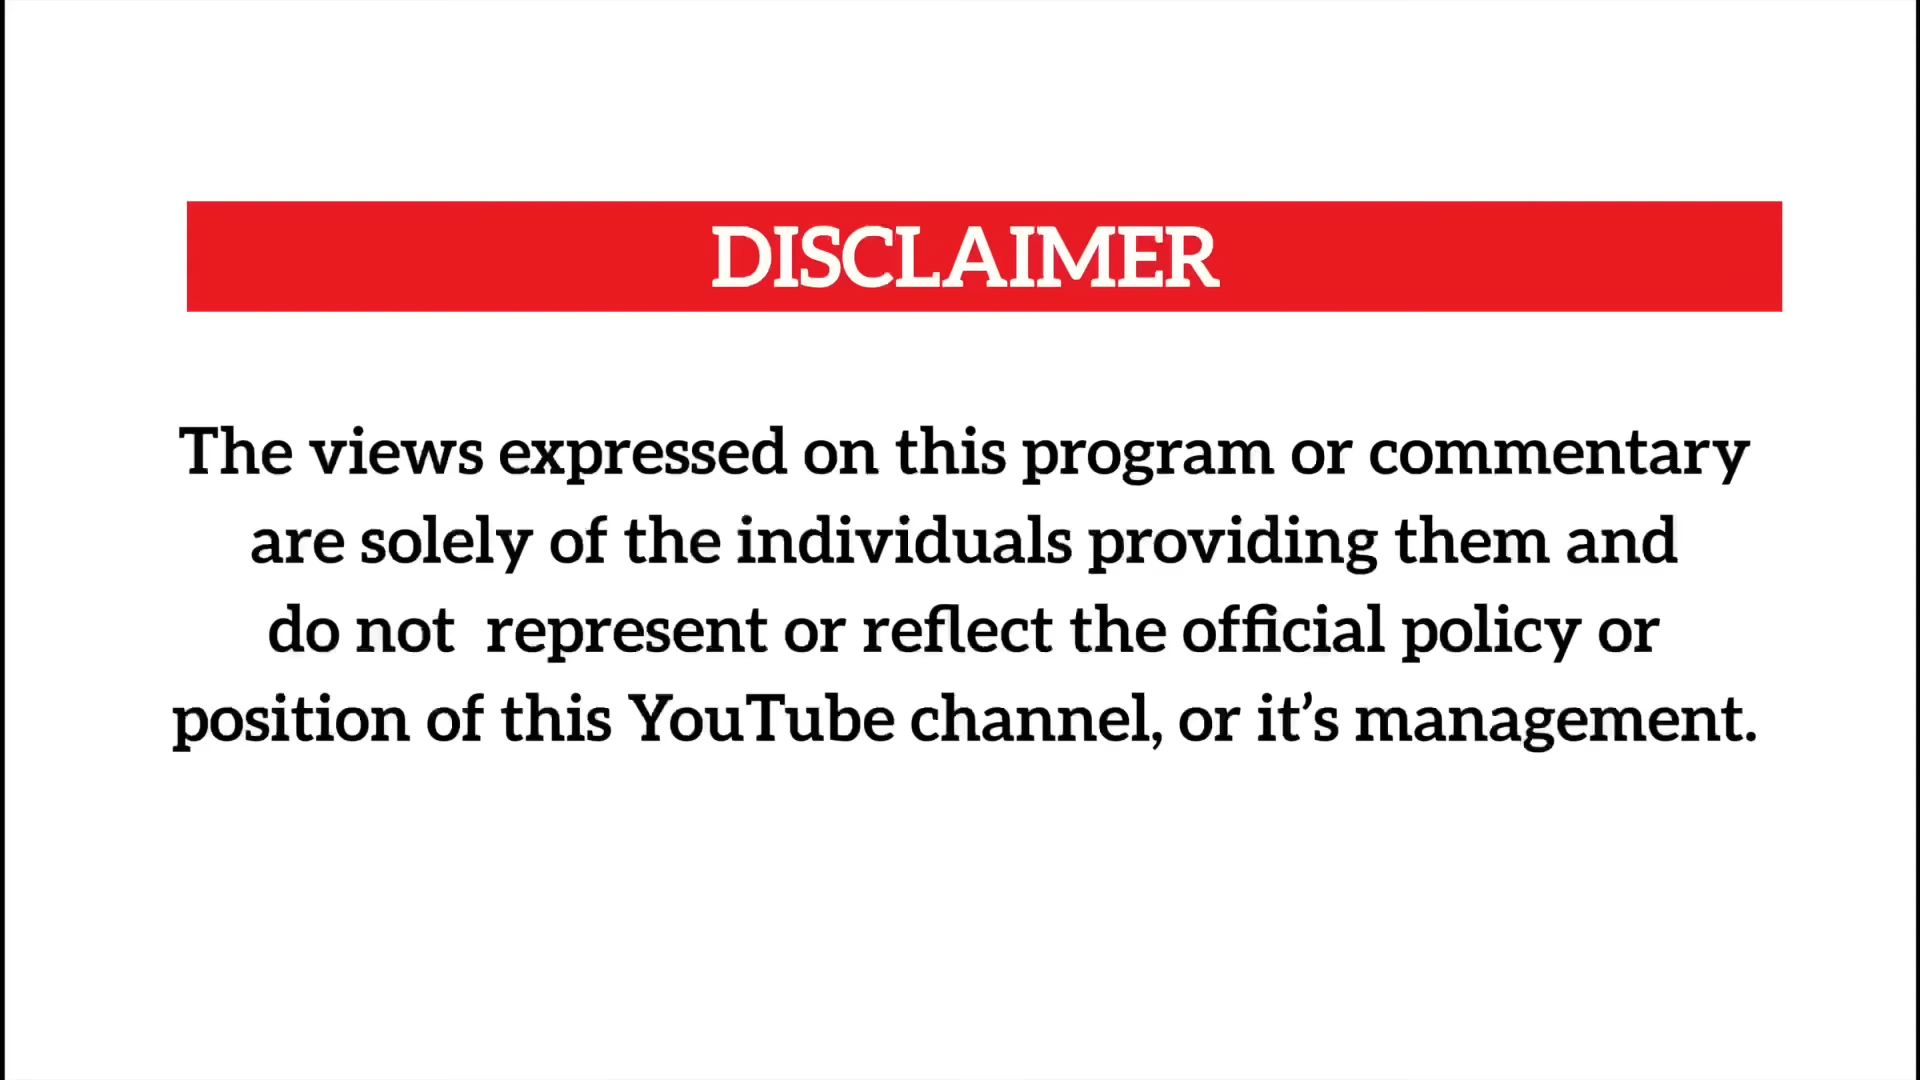 DISCLAIMER
The views expressed on this program or commentary
are solely of the individuals providing them and
do not  represent or reflect the official policy or
position of this YouTube channel, or it’s management.